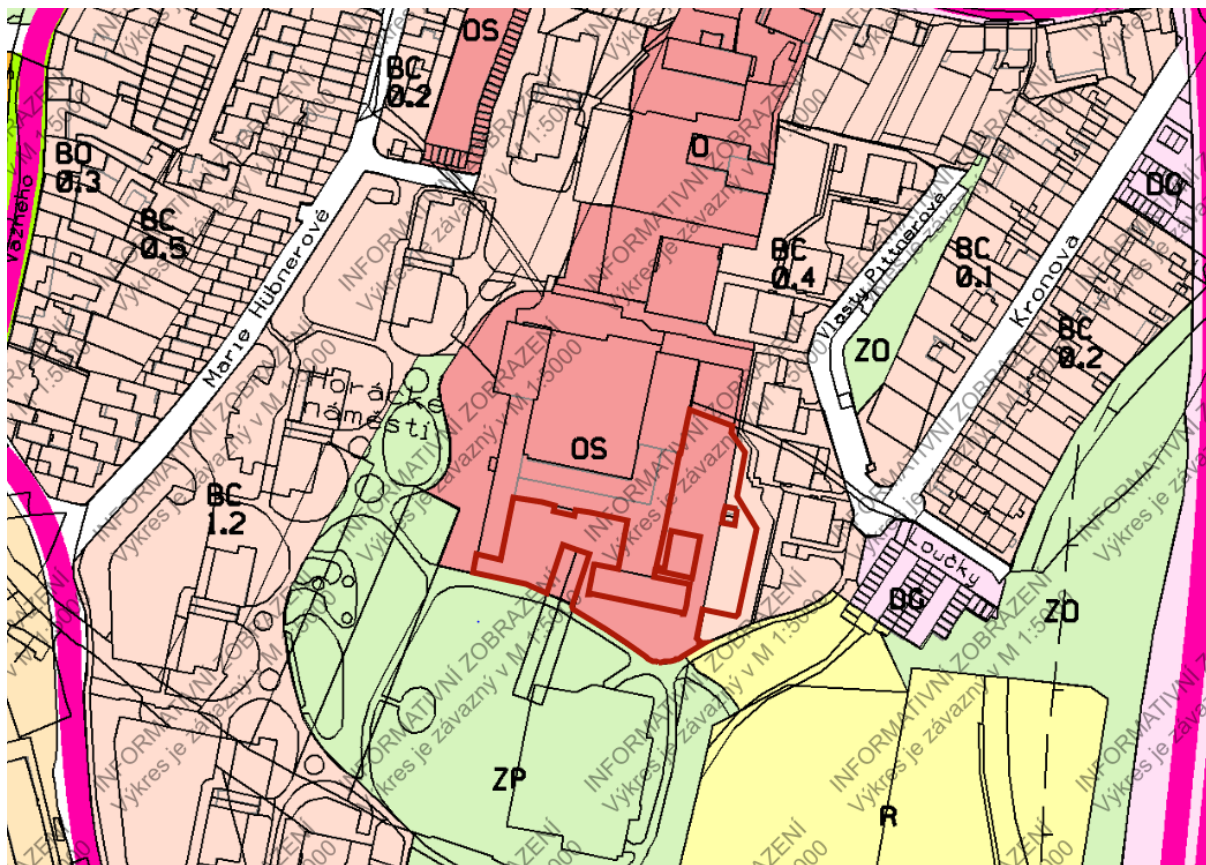 OS
BC
0.2
BO
0.3
Vážného
BC
0.5
O
DG
Marie Hübnerové
BC
0.4
Vlasty Pittnerové
BC
0.1
Kronova
BC
0.2
ZO
Horácké
náměstí
OS
BC
1.2
Loučky
DG
ZO
ZP
R
INFORMATIVNÍ ZOBRAZENÍ
Výkres je závazný v M 1:5000